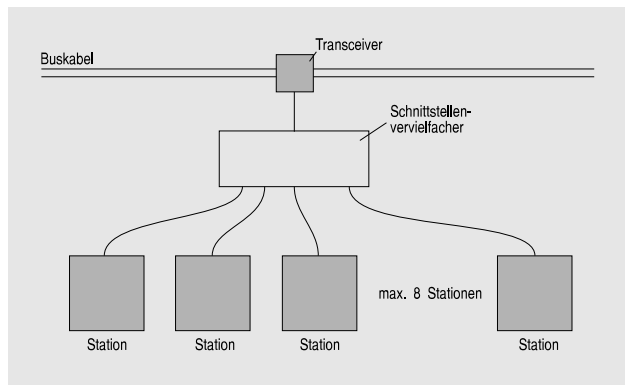 Transceiver
Buskabel
Schnittstellen-
vervielfacher
max. 8 Stationen
Station
Station
Station
Station